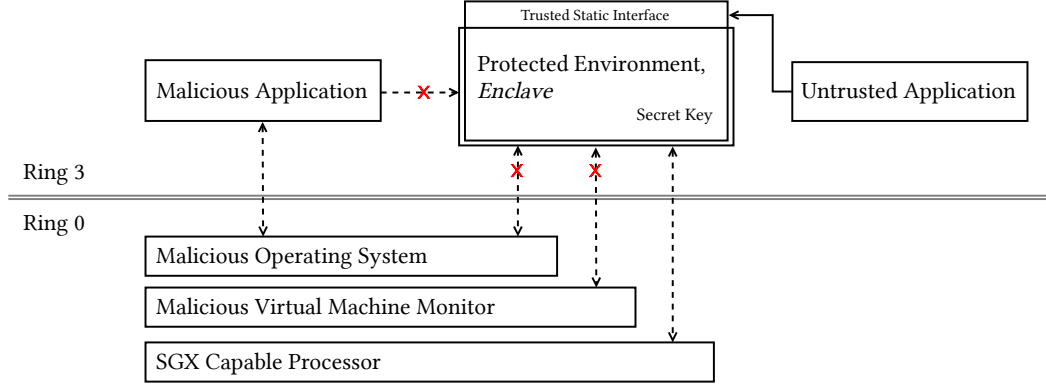 Trusted Static Interface
Malicious Application
Protected Environment,
Enclave
Secret Key
Untrusted Application
Ring 3
Ring 0
Malicious Operating System
Malicious Virtual Machine Monitor
SGX Capable Processor